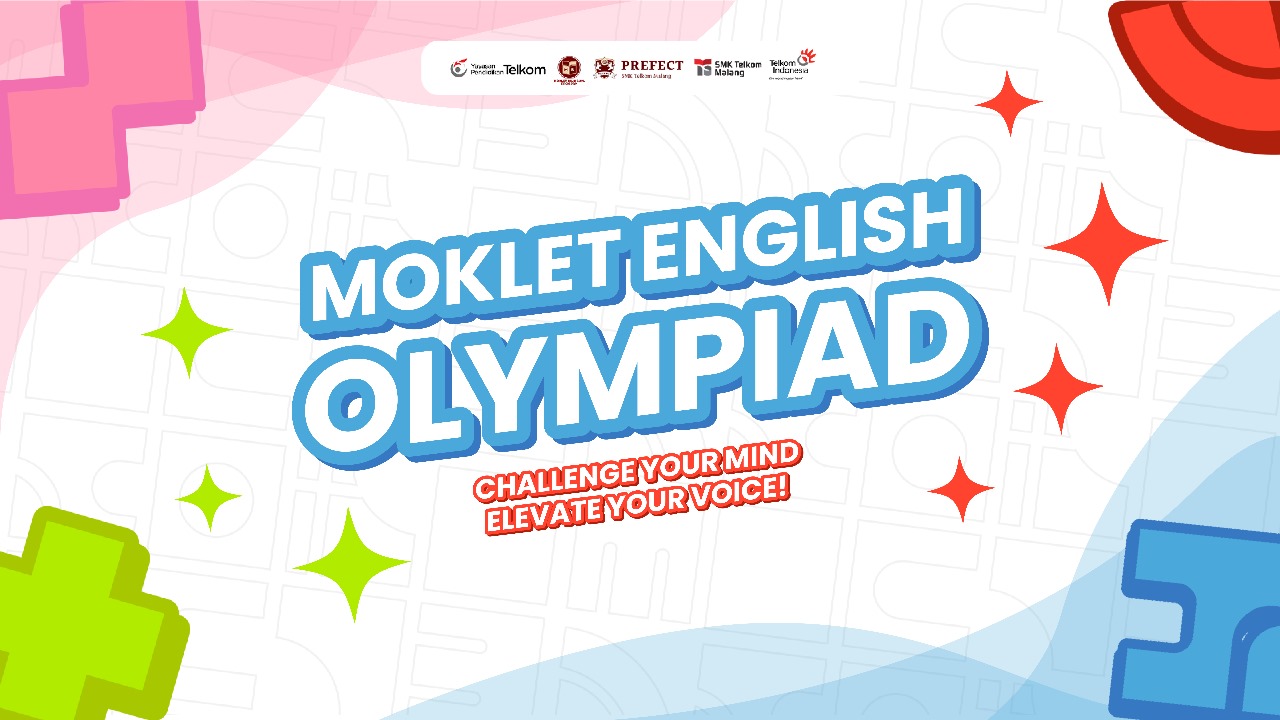 Yayasan
Pendidikan Telkom
PREFECT
SMK Telkom Malang
SMK Telkom
Malang
Telkom
Indonesia
MOKLET ENGLISH
OLYMPIAD
CHALLENGE YOUR MIND
ELEVATE YOUR VOICE!